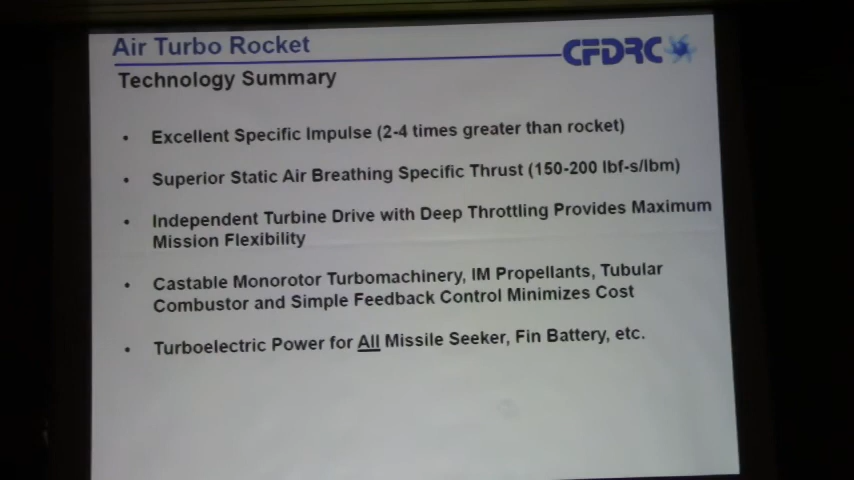 Air Turbo Rocket
CFDRC
Technology Summary
• Excellent Specific Impulse (2-4 times greater than rocket)
• Superior Static Air Breathing Specific Thrust (150-200 lbf-s/lbm)
• Independent Turbine Drive with Deep Throttling Provides Maximum
Mission Flexibility
• Castable Monorotor Turbomachinery, IM Propellants, Tubular
Combustor and Simple Feedback Control Minimizes Cost
• Turboelectric Power for All Missile Seeker, Fin Battery, etc.